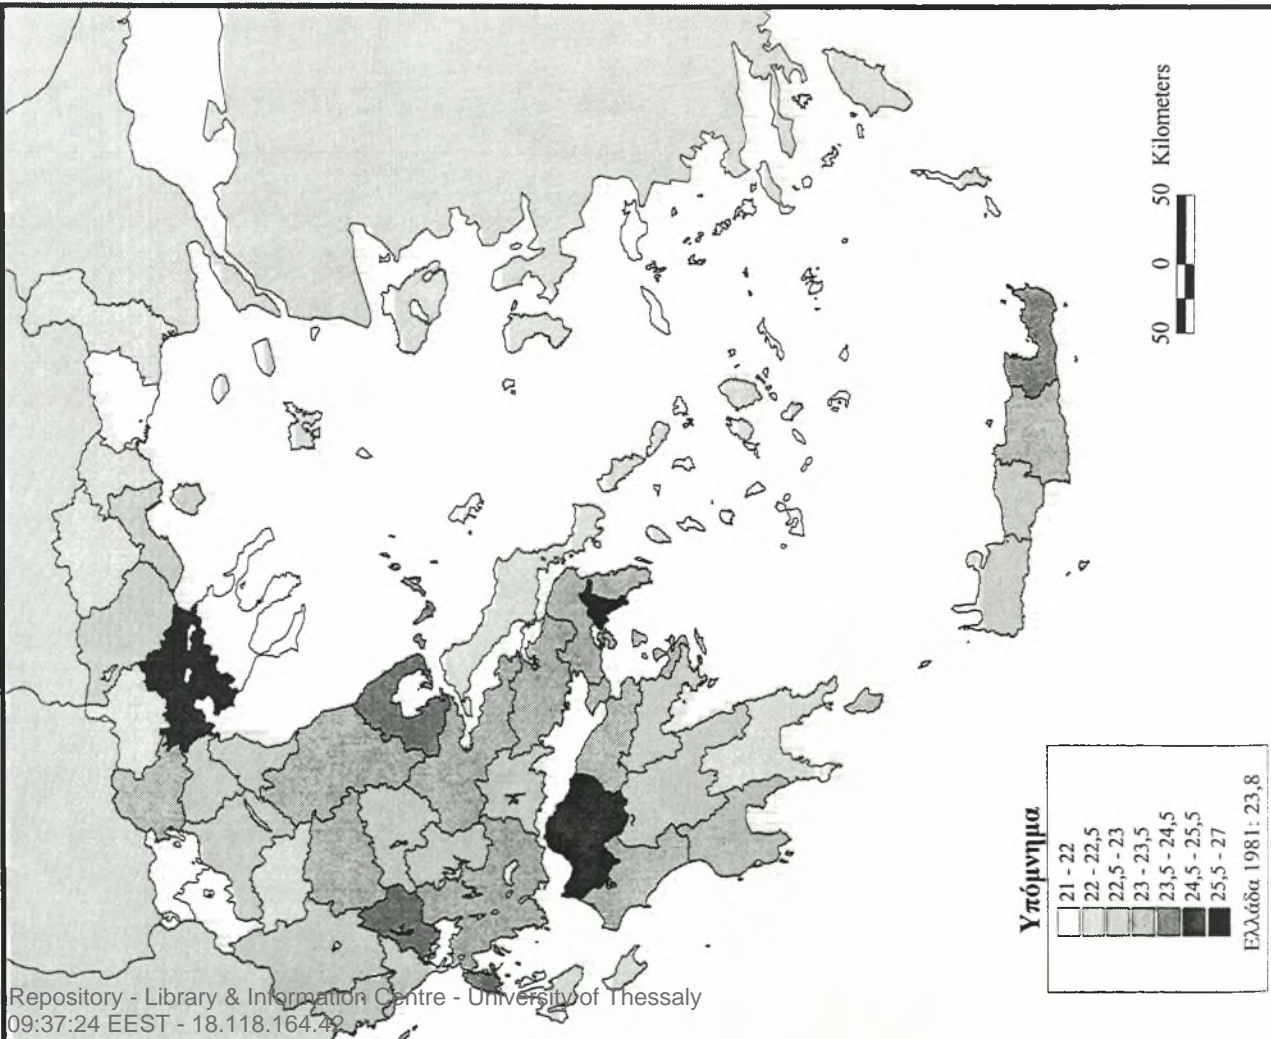 50 0 50 Kilometers
Υπόμνημα
21 - 22
22 - 22,5
22,5 - 23
23 - 23,5
23,5 - 24,5
24,5 - 25,5
25,5 - 27
Ελλάδα 1981: 23,8
Repository - Library & Information Centre - University of Thessaly
09:37:24 EEST - 18.118.164.42